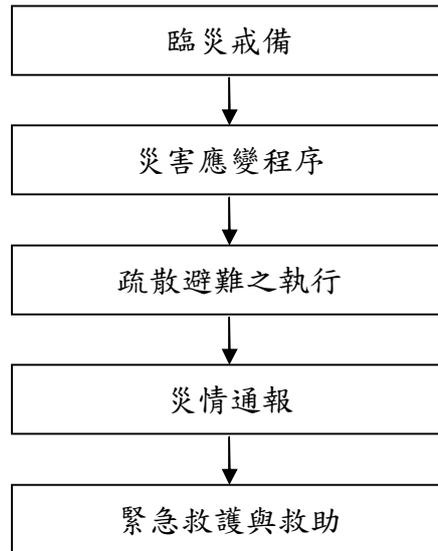 臨災戒備
災害應變程序
疏散避難之執行
災情通報
緊急救護與救助